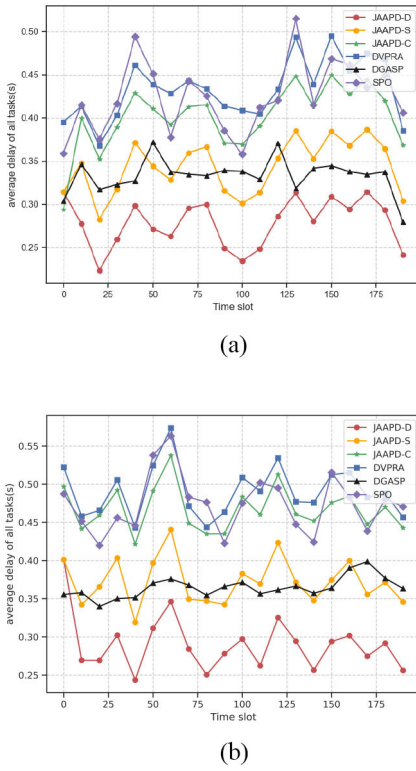 average delay of all tasks(s)
0.50
0.45
0.40
0.35
0.30
0.25
JAAPD-D
JAAPD-S
JAAPD-C
DVPRA
DGASP
SPO
0 25 50 75 100 125 150 175
Time slot
(a)
average delay of all tasks(s)
0.55
0.50
0.45
0.40
0.35
0.30
0.25
JAAPD-D
JAAPD-S
JAAPD-C
DVPRA
DGASP
SPO
0 25 50 75 100 125 150 175
Time slot
(b)